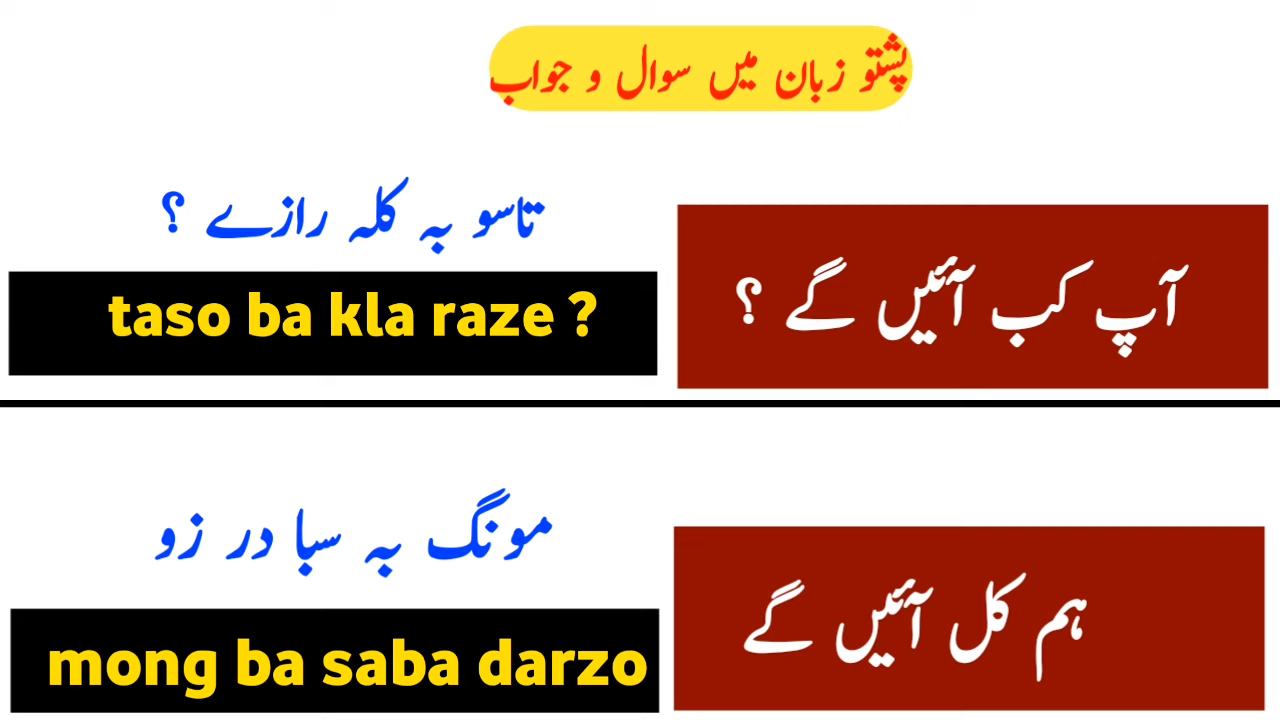 پشتو زبان میں سوال و جواب
آپ کب آئیں گے ؟
تاسو بہ کلہ رازے ؟
taso ba kla raze ?
ہم کل آئیں گے
مونگ بہ سبا در زو
mong ba saba darzo